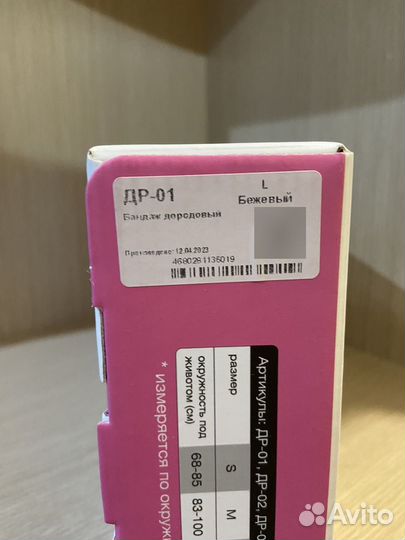 ДР-01
L
Бандаж дородовый
Бежевый
Произведено: 12.04.2023
4680281136019
Артикулы: ДР-01, ДР-02, ДР-0
размер
S
M
окружность под
животом (см)
68-85
83-100
* измеряется по окруж
Avito